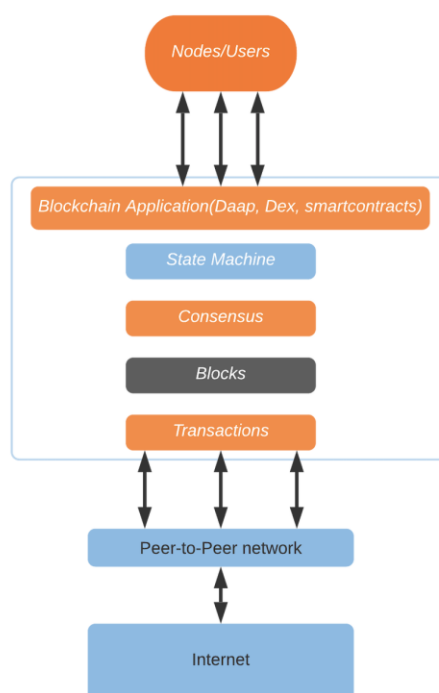 Nodes/Users
Blockchain Application(Daap, Dex, smartcontracts)
State Machine
Consensus
Blocks
Transactions
Peer-to-Peer network
Internet